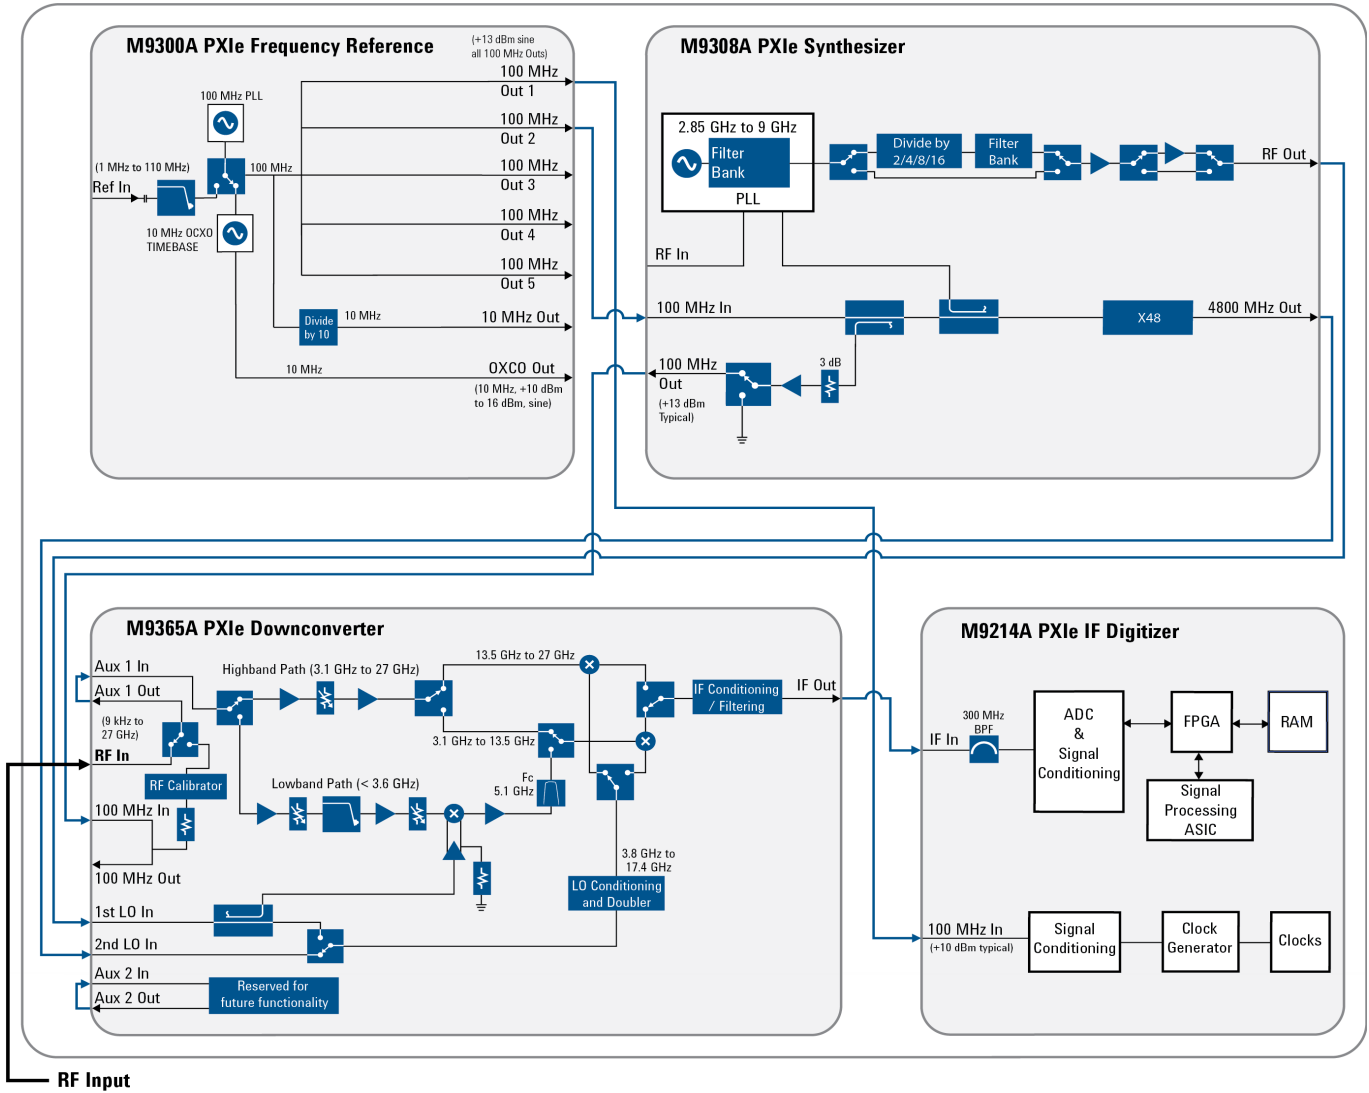 M9300A PXIe Frequency Reference
(+13 dBm sine
all 100 MHz Outs)
100 MHz
Out 1
100 MHz PLL
100 MHz
Out 2
(1 MHz to 110 MHz)
Ref In
100 MHz
100 MHz
Out 3
10 MHz OCXO
TIMEBASE
100 MHz
Out 4
100 MHz
Out 5
Divide
by 10
10 MHz
10 MHz Out
10 MHz
OXCO Out
(10 MHz, +10 dBm
to 16 dBm, sine)
M9308A PXIe Synthesizer
2.85 GHz to 9 GHz
Filter
Bank
PLL
Divide by
2/4/8/16
Filter
Bank
RF Out
RF In
100 MHz In
X48
4800 MHz Out
100 MHz
Out
(+13 dBm
Typical)
3 dB
M9365A PXIe Downconverter
Aux 1 In
Aux 1 Out
(9 kHz to
27 GHz)
RF In
Highband Path (3.1 GHz to 27 GHz)
13.5 GHz to 27 GHz
3.1 GHz to 13.5 GHz
IF Conditioning
/ Filtering
IF Out
RF Calibrator
Lowband Path (< 3.6 GHz)
Fc
5.1 GHz
100 MHz In
100 MHz Out
3.8 GHz to
17.4 GHz
LO Conditioning
and Doubler
1st LO In
2nd LO In
Aux 2 In
Aux 2 Out
Reserved for
future functionality
M9214A PXIe IF Digitizer
IF In
300 MHz
BPF
ADC
&
Signal
Conditioning
FPGA
RAM
Signal
Processing
ASIC
100 MHz In
(+10 dBm typical)
Signal
Conditioning
Clock
Generator
Clocks
RF Input